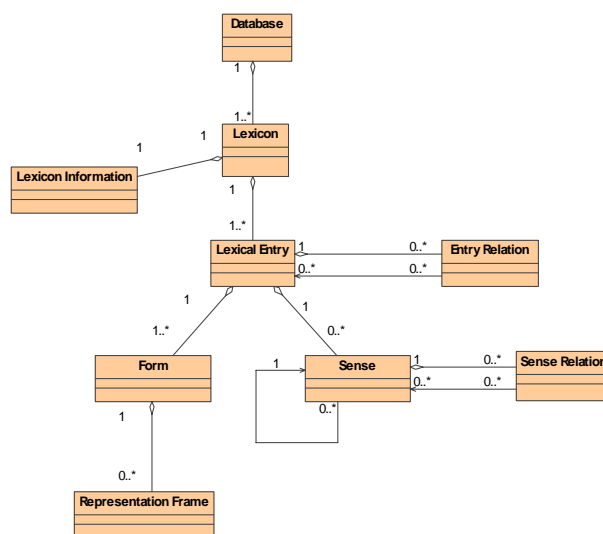 Database
1
1..*
1
1
Lexicon
Lexicon Information
1
1..*
Lexical Entry
1
0..*
Entry Relation
0..*
0..*
1
1
1..*
0..*
Form
1
Sense
1
0..*
Sense Relation
0..*
0..*
0..*
1
0..*
Representation Frame